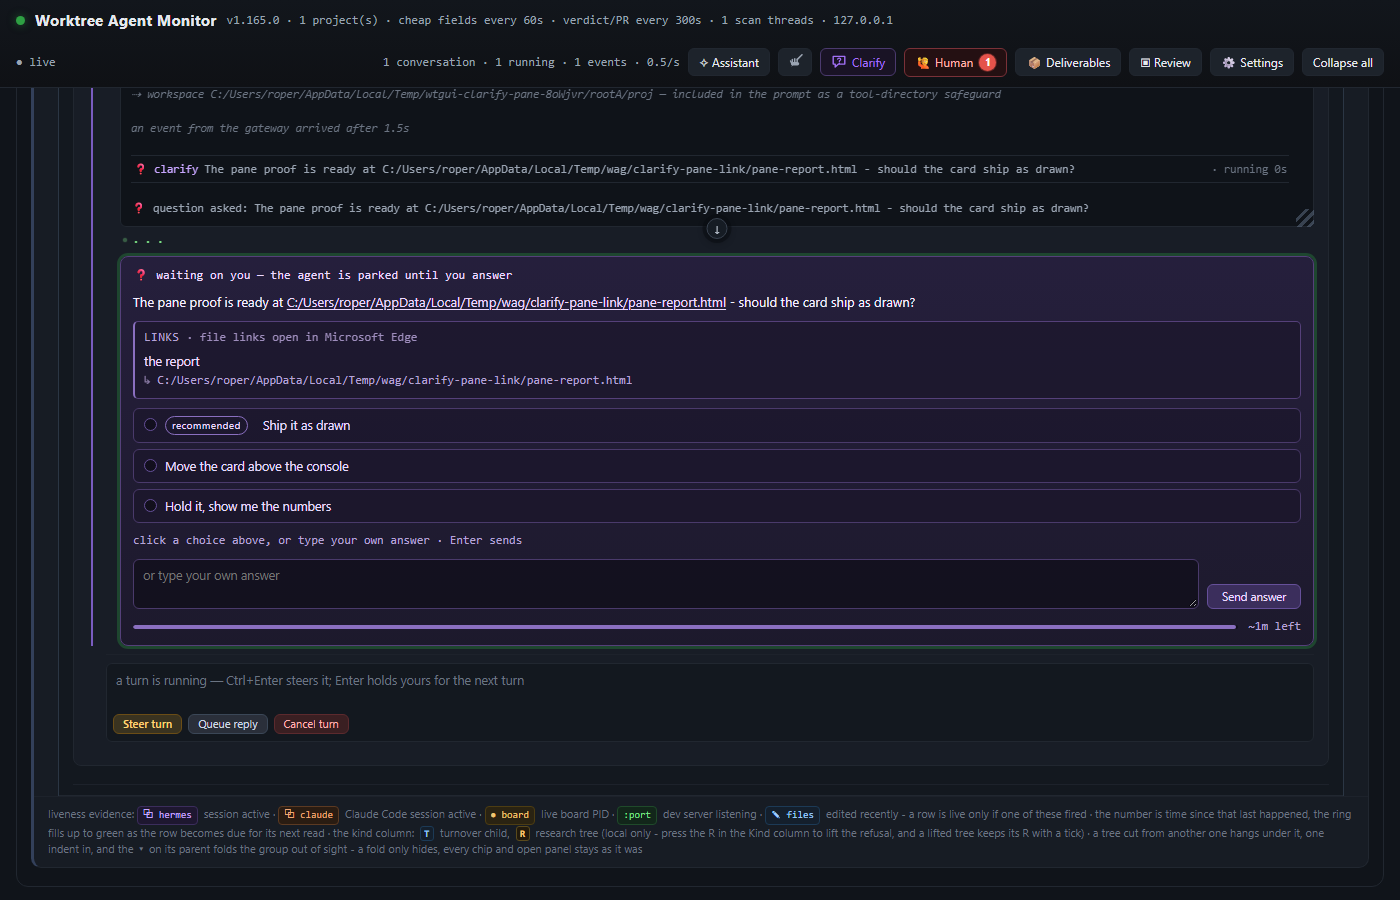 Worktree Agent Monitor v1.165.0 · 1 project(s) · cheap fields every 60s · verdict/PR every 300s · 1 scan threads · 127.0.0.1
● live 1 conversation · 1 running · 1 events · 0.5/s Assistant Clarify Human 1 Deliverables Review Settings Collapse all
→ workspace C:/Users/roper/AppData/Local/Temp/wtgui-clarify-pane-8oWjvr/rootA/proj — included in the prompt as a tool-directory safeguard
an event from the gateway arrived after 1.5s
❓ clarify The pane proof is ready at C:/Users/roper/AppData/Local/Temp/wag/clarify-pane-link/pane-report.html - should the card ship as drawn? · running 0s
❓ question asked: The pane proof is ready at C:/Users/roper/AppData/Local/Temp/wag/clarify-pane-link/pane-report.html - should the card ship as drawn?
↓
❓ waiting on you — the agent is parked until you answer
The pane proof is ready at C:/Users/roper/AppData/Local/Temp/wag/clarify-pane-link/pane-report.html - should the card ship as drawn?
LINKS · file links open in Microsoft Edge
the report
↳ C:/Users/roper/AppData/Local/Temp/wag/clarify-pane-link/pane-report.html
recommended Ship it as drawn
Move the card above the console
Hold it, show me the numbers
click a choice above, or type your own answer · Enter sends
or type your own answer
Send answer
~1m left
a turn is running — Ctrl+Enter steers it; Enter holds yours for the next turn
Steer turn Queue reply Cancel turn
liveness evidence: hermes session active · claude Claude Code session active · ● board live board PID · :port dev server listening · files edited recently - a row is live only if one of these fired · the number is time since that last happened, the ring
fills up to green as the row becomes due for its next read · the kind column: T turnover child, R research tree (local only - press the R in the Kind column to lift the refusal, and a lifted tree keeps its R with a tick) · a tree cut from another one hangs under it, one
indent in, and the ▾ on its parent folds the group out of sight - a fold only hides, every chip and open panel stays as it was